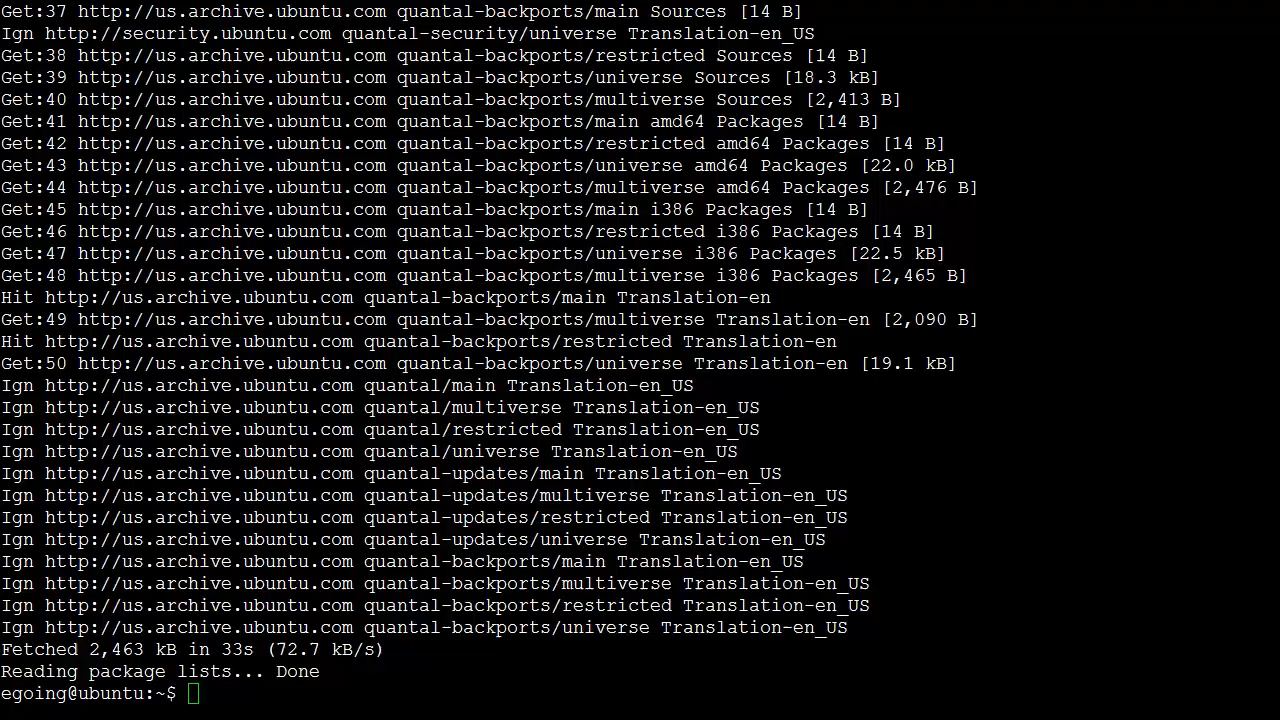 Get:37 http://us.archive.ubuntu.com quantal-backports/main Sources [14 B]
Ign http://security.ubuntu.com quantal-security/universe Translation-en_US
Get:38 http://us.archive.ubuntu.com quantal-backports/restricted Sources [14 B]
Get:39 http://us.archive.ubuntu.com quantal-backports/universe Sources [18.3 kB]
Get:40 http://us.archive.ubuntu.com quantal-backports/multiverse Sources [2,413 B]
Get:41 http://us.archive.ubuntu.com quantal-backports/main amd64 Packages [14 B]
Get:42 http://us.archive.ubuntu.com quantal-backports/restricted amd64 Packages [14 B]
Get:43 http://us.archive.ubuntu.com quantal-backports/universe amd64 Packages [22.0 kB]
Get:44 http://us.archive.ubuntu.com quantal-backports/multiverse amd64 Packages [2,476 B]
Get:45 http://us.archive.ubuntu.com quantal-backports/main i386 Packages [14 B]
Get:46 http://us.archive.ubuntu.com quantal-backports/restricted i386 Packages [14 B]
Get:47 http://us.archive.ubuntu.com quantal-backports/universe i386 Packages [22.5 kB]
Get:48 http://us.archive.ubuntu.com quantal-backports/multiverse i386 Packages [2,465 B]
Hit http://us.archive.ubuntu.com quantal-backports/main Translation-en
Get:49 http://us.archive.ubuntu.com quantal-backports/multiverse Translation-en [2,090 B]
Hit http://us.archive.ubuntu.com quantal-backports/restricted Translation-en
Get:50 http://us.archive.ubuntu.com quantal-backports/universe Translation-en [19.1 kB]
Ign http://us.archive.ubuntu.com quantal/main Translation-en_US
Ign http://us.archive.ubuntu.com quantal/multiverse Translation-en_US
Ign http://us.archive.ubuntu.com quantal/restricted Translation-en_US
Ign http://us.archive.ubuntu.com quantal/universe Translation-en_US
Ign http://us.archive.ubuntu.com quantal-updates/main Translation-en_US
Ign http://us.archive.ubuntu.com quantal-updates/multiverse Translation-en_US
Ign http://us.archive.ubuntu.com quantal-updates/restricted Translation-en_US
Ign http://us.archive.ubuntu.com quantal-updates/universe Translation-en_US
Ign http://us.archive.ubuntu.com quantal-backports/main Translation-en_US
Ign http://us.archive.ubuntu.com quantal-backports/multiverse Translation-en_US
Ign http://us.archive.ubuntu.com quantal-backports/restricted Translation-en_US
Ign http://us.archive.ubuntu.com quantal-backports/universe Translation-en_US
Fetched 2,463 kB in 33s (72.7 kB/s)
Reading package lists... Done
egoing@ubuntu:~$